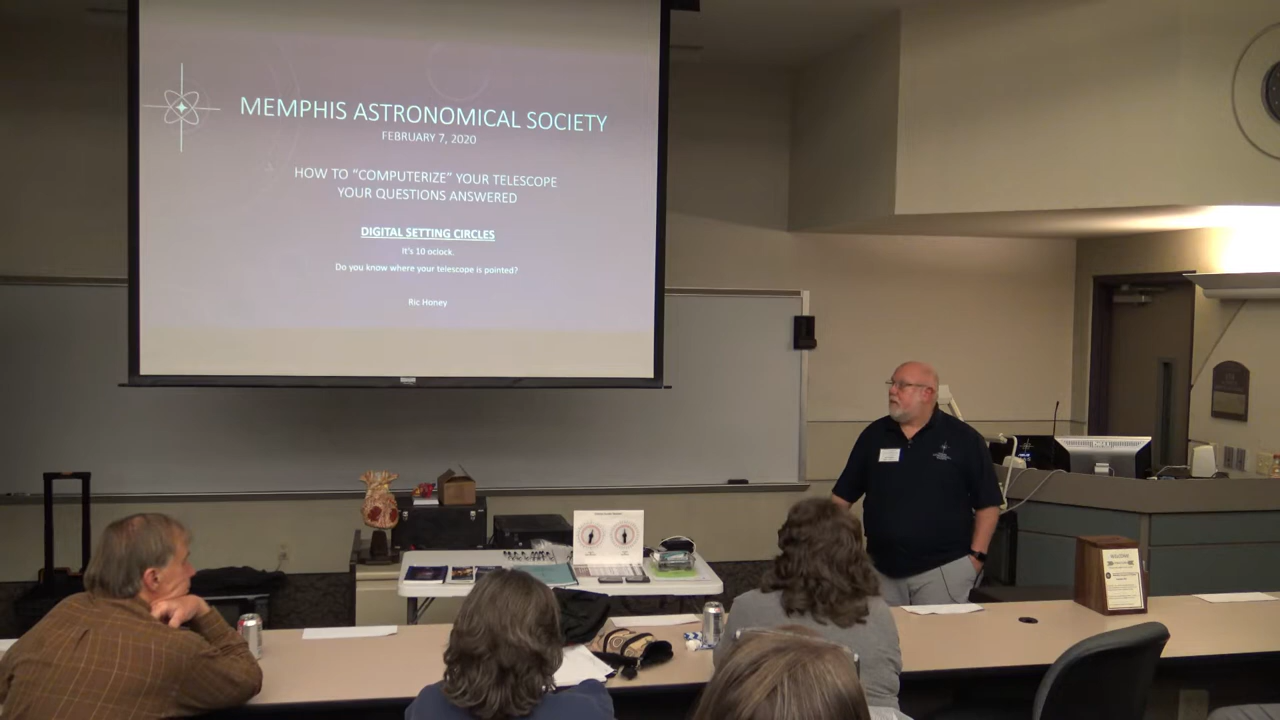 MEMPHIS ASTRONOMICAL SOCIETY
FEBRUARY 7, 2020
HOW TO "COMPUTERIZE" YOUR TELESCOPE
YOUR QUESTIONS ANSWERED
DIGITAL SETTING CIRCLES
It's 10 oclock.
Do you know where your telescope is pointed?
Ric Honey